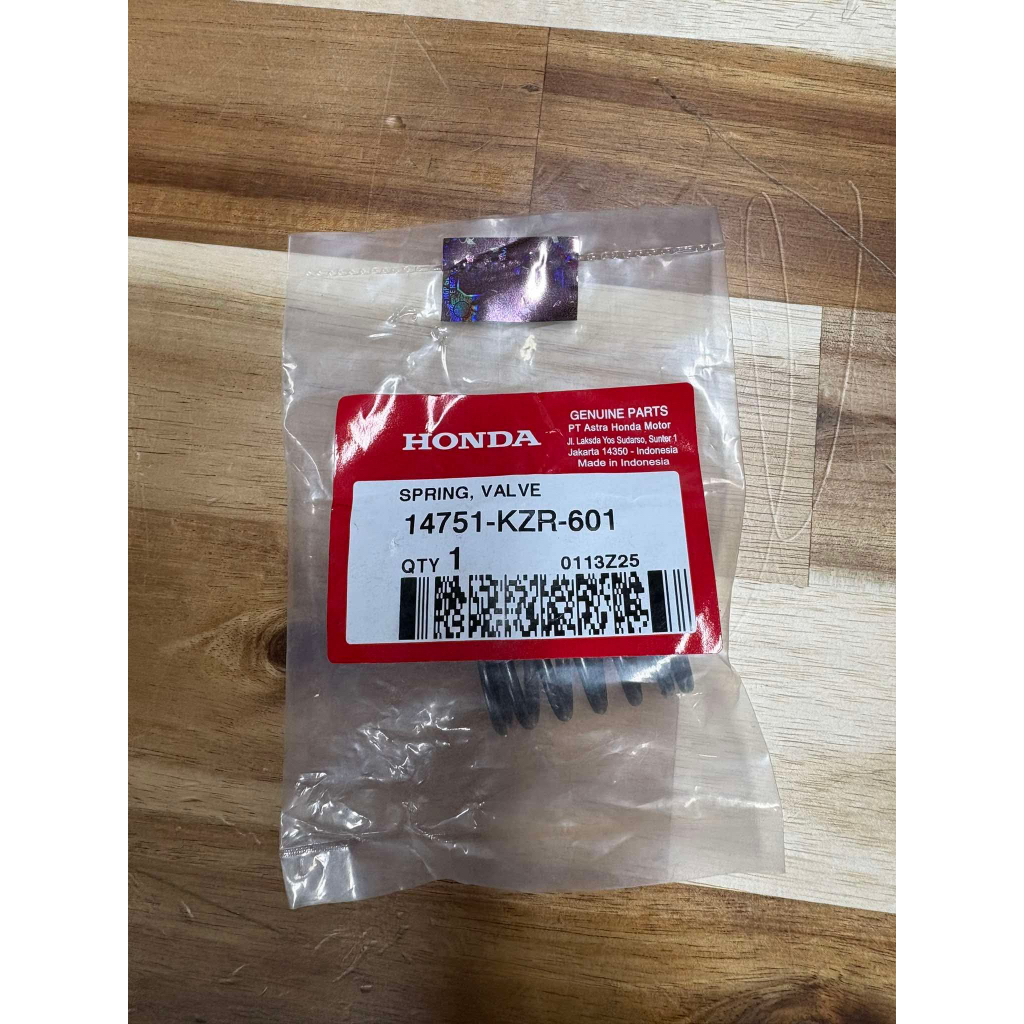 HONDA
GENUINE PARTS
PT Astra Honda Motor
Jl. Laksda Yos Sudarso, Sunter 1
Jakarta 14350 - Indonesia
Made in Indonesia
SPRING, VALVE
14751-KZR-601
QTY 1 0113Z25